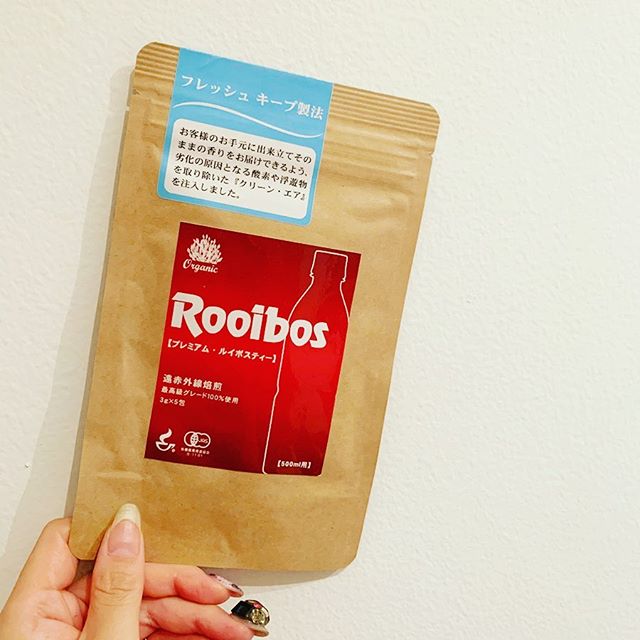 フレッシュ キープ製法
お客様のお手元に出来立てその
ままの香りをお届けできるよう、
劣化の原因となる酸素や浮遊物
を取り除いた『クリーン・エア』
を注入しました。
Organic
Rooibos
【プレミアム・ルイボスティー】
遠赤外線焙煎
最高級グレード100%使用
3g×5包
JAS
【500ml用】